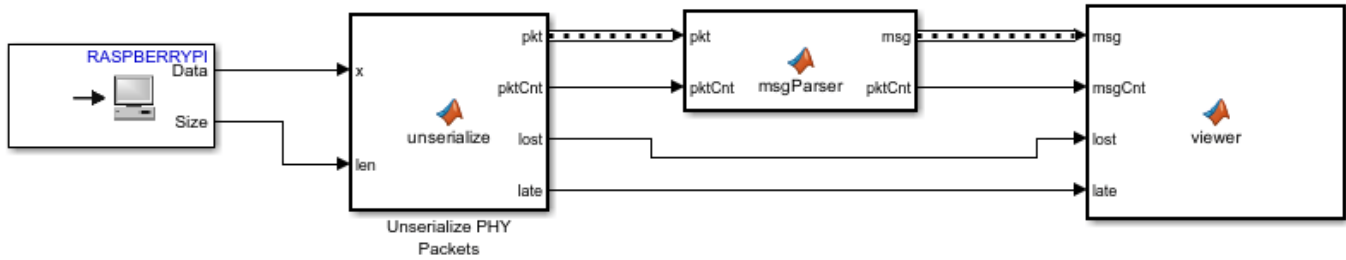 RASPBERRYPI
Data
Size
x
len
unserialize
pkt
pktCnt
lost
late
Unserialize PHY
Packets
pkt
pktCnt
msgParser
msg
pktCnt
msg
msgCnt
lost
late
viewer